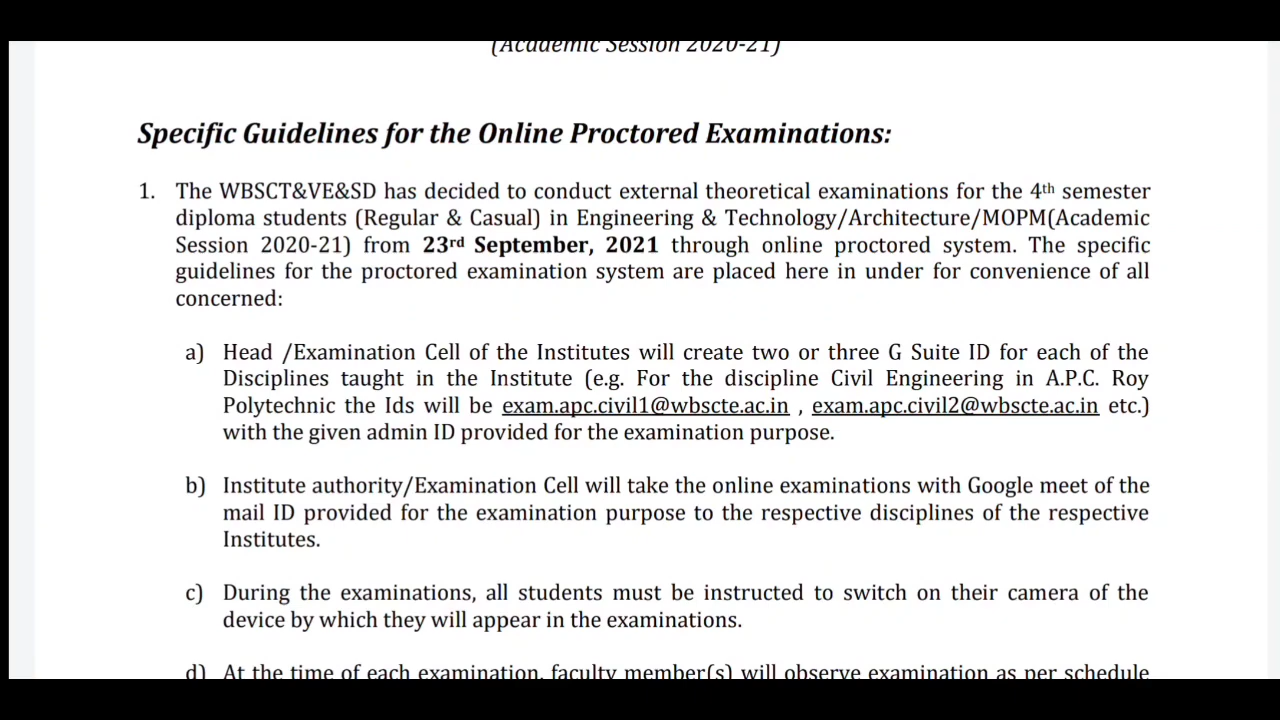 (Academic Session 2020-21)
Specific Guidelines for the Online Proctored Examinations:
1. The WBSCT&VE&SD has decided to conduct external theoretical examinations for the 4th semester
diploma students (Regular & Casual) in Engineering & Technology/Architecture/MOPM(Academic
Session 2020-21) from 23rd September, 2021 through online proctored system. The specific
guidelines for the proctored examination system are placed here in under for convenience of all
concerned:
a) Head /Examination Cell of the Institutes will create two or three G Suite ID for each of the
Disciplines taught in the Institute (e.g. For the discipline Civil Engineering in A.P.C. Roy
Polytechnic the Ids will be exam.apc.civil1@wbscte.ac.in , exam.apc.civil2@wbscte.ac.in etc.)
with the given admin ID provided for the examination purpose.
b) Institute authority/Examination Cell will take the online examinations with Google meet of the
mail ID provided for the examination purpose to the respective disciplines of the respective
Institutes.
c) During the examinations, all students must be instructed to switch on their camera of the
device by which they will appear in the examinations.
d) At the time of each examination, faculty member(s) will observe examination as per schedule